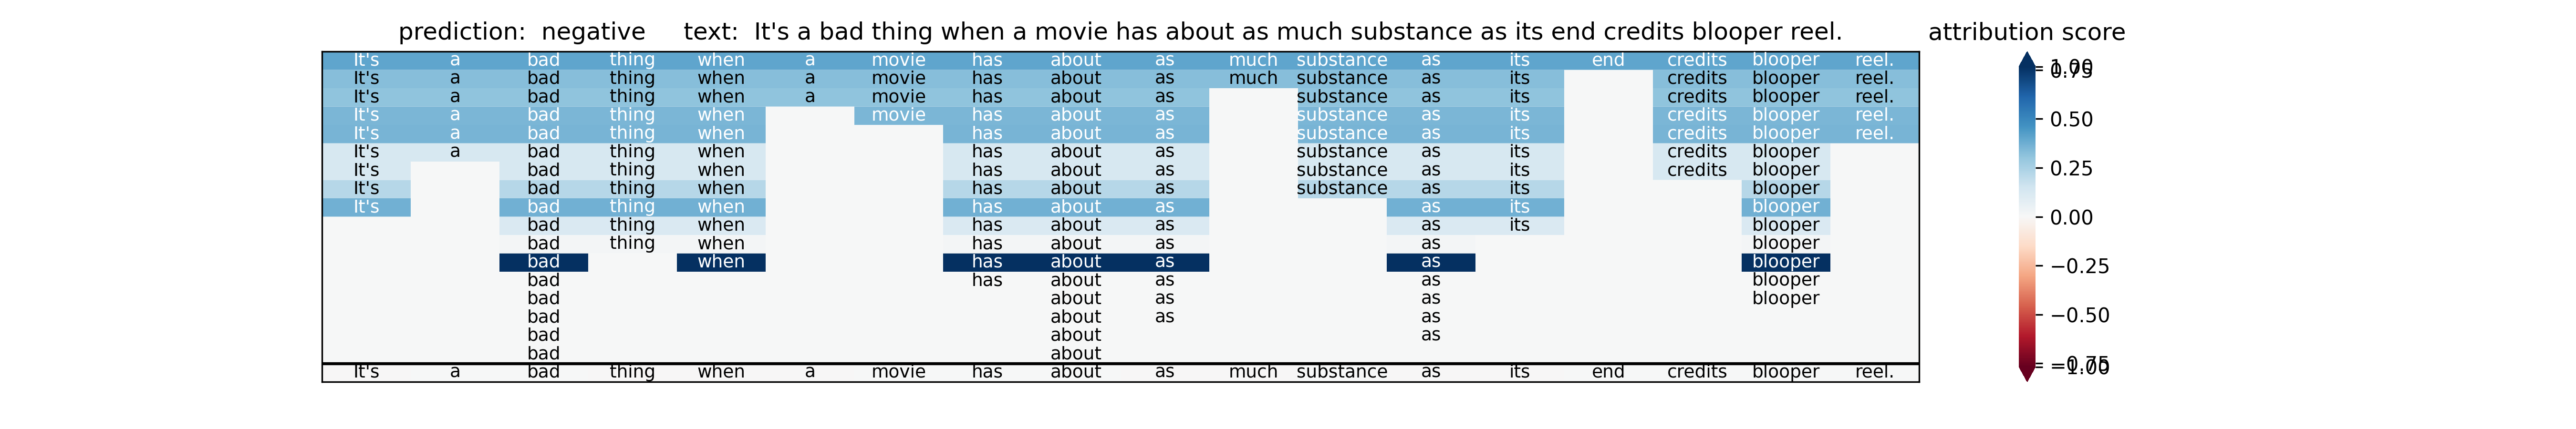 prediction: negative text: It's a bad thing when a movie has about as much substance as its end credits blooper reel. attribution score
It's a bad thing when a movie has about as much substance as its end credits blooper reel.
It's a bad thing when a movie has about as much substance as its credits blooper reel.
It's a bad thing when a movie has about as substance as its credits blooper reel.
It's a bad thing when movie has about as substance as its credits blooper reel.
It's a bad thing when has about as substance as its credits blooper reel.
It's a bad thing when has about as substance as its credits blooper
It's bad thing when has about as substance as its credits blooper
It's bad thing when has about as substance as its blooper
It's bad thing when has about as as its blooper
bad thing when has about as as its blooper
bad thing when has about as as blooper
bad when has about as as blooper
bad has about as as blooper
bad about as as blooper
bad about as as
bad about as
bad about
It's a bad thing when a movie has about as much substance as its end credits blooper reel.
1.00
0.75
0.50
0.25
0.00
−0.25
−0.50
−0.75
−1.00